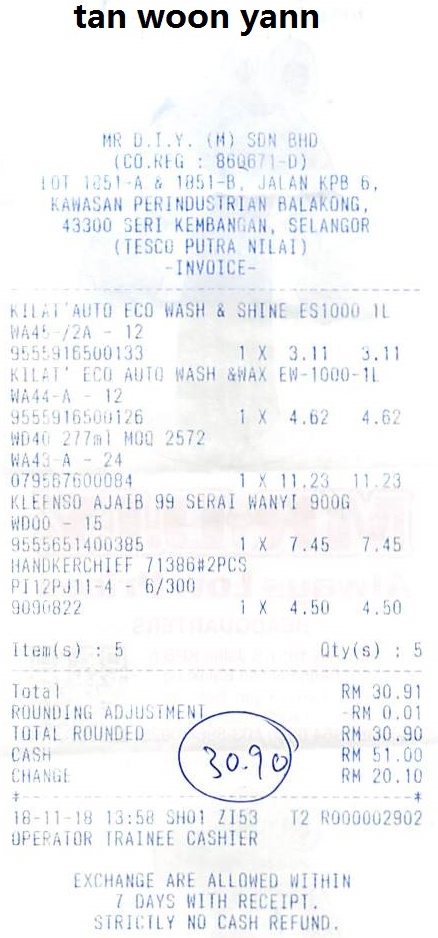 tan woon yann
MR D.I.Y. (M) SDN BHD
(CO.REG : 860671-D)
LOT 1851-A & 1851-B, JALAN KPB 6,
KAWASAN PERINDUSTRIAN BALAKONG,
43300 SERI KEMBANGAN, SELANGOR
(TESCO PUTRA NILAI)
-INVOICE-
KILAT'AUTO ECO WASH & SHINE ES1000 1L
WA45-/2A - 12
9555916500133 1 X 3.11 3.11
KILAT' ECO AUTO WASH &WAX EW-1000-1L
WA44-A - 12
9555916500126 1 X 4.62 4.62
WD40 277ml MOQ 2572
WA43-A - 24
079567600084 1 X 11.23 11.23
KLEENSO AJAIB 99 SERAI WANYI 900G
WD00 - 15
9555651400385 1 X 7.45 7.45
HANDKERCHIEF 71386#2PCS
PI12PJ11-4 - 6/300
9090822 1 X 4.50 4.50
Item(s) : 5 Qty(s) : 5
Total RM 30.91
ROUNDING ADJUSTMENT -RM 0.01
TOTAL ROUNDED RM 30.90
CASH RM 51.00
CHANGE RM 20.10
30.90
18-11-18 13:58 SH01 ZI53 T2 R000002902
OPERATOR TRAINEE CASHIER
EXCHANGE ARE ALLOWED WITHIN
7 DAYS WITH RECEIPT.
STRICTLY NO CASH REFUND.